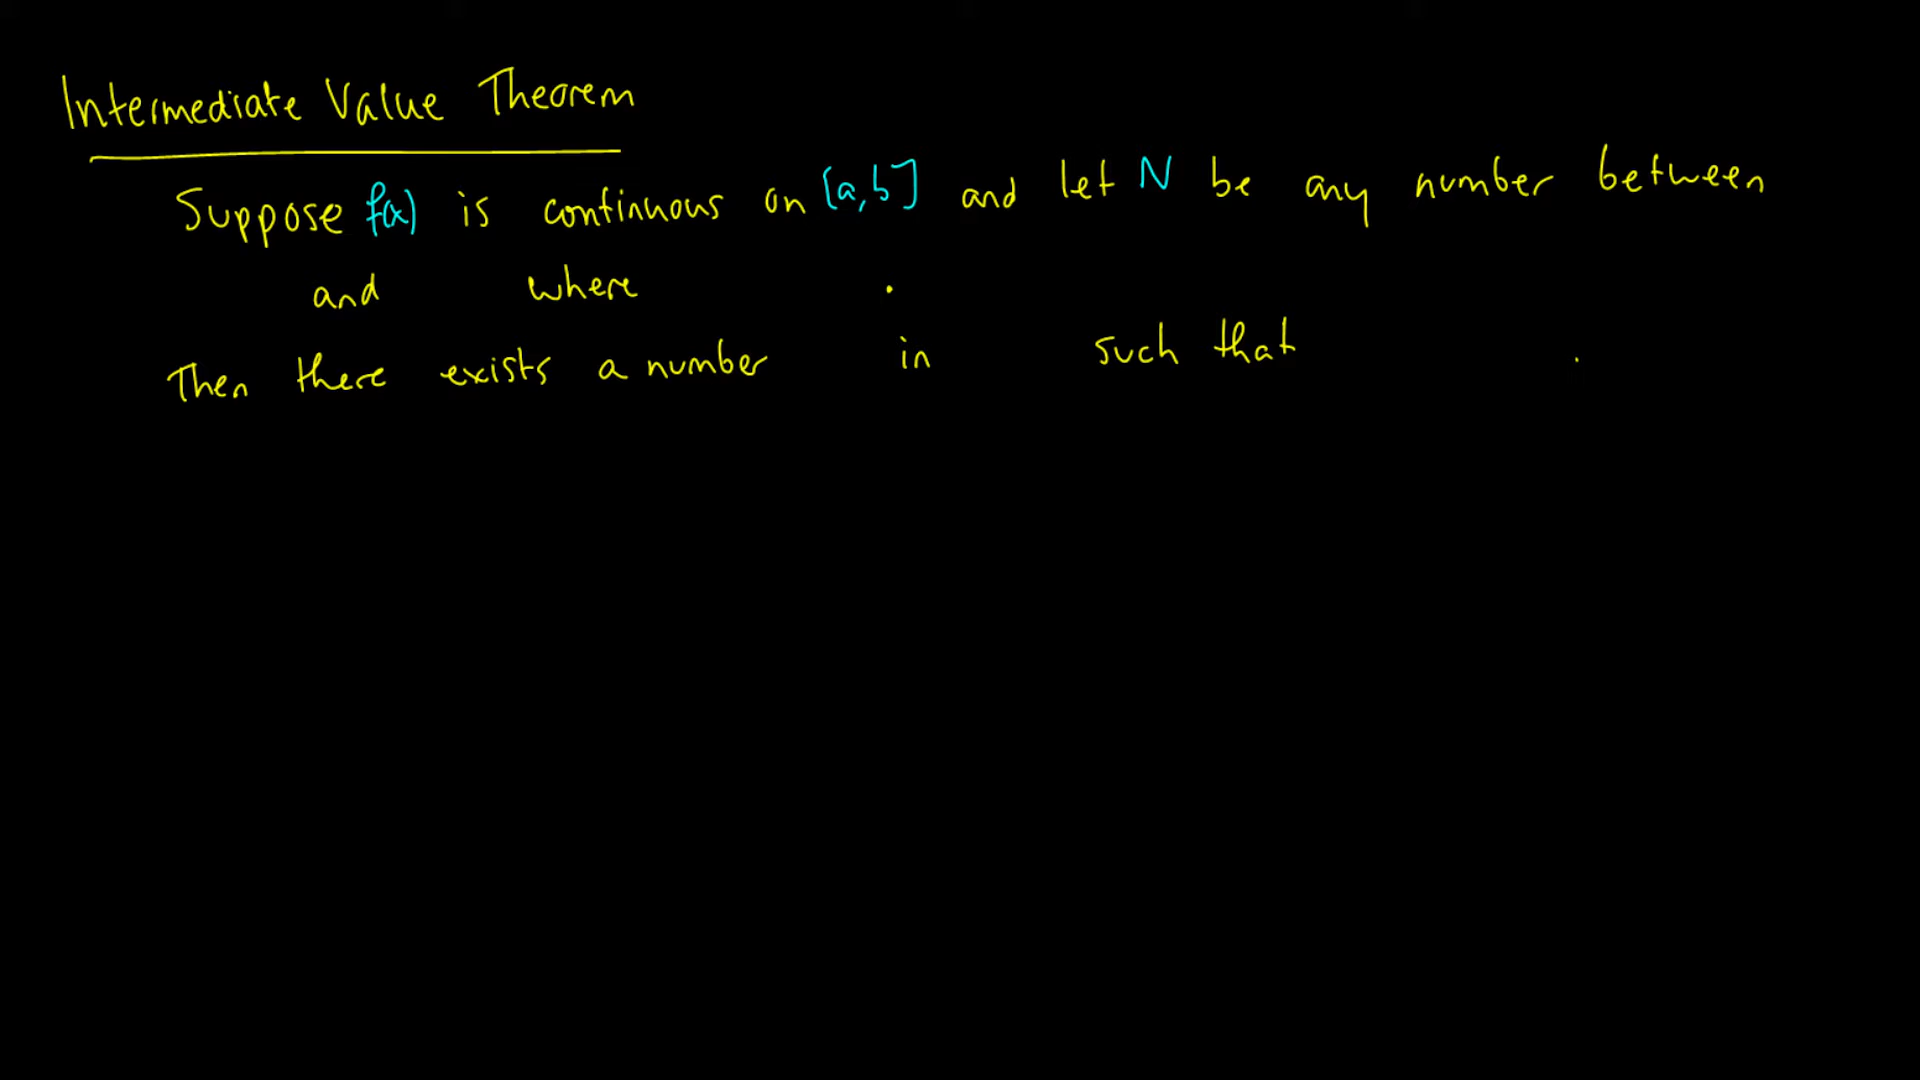 Intermediate Value Theorem
Suppose f(x) is continuous on [a,b] and let N be any number between
and where .
Then there exists a number in such that .